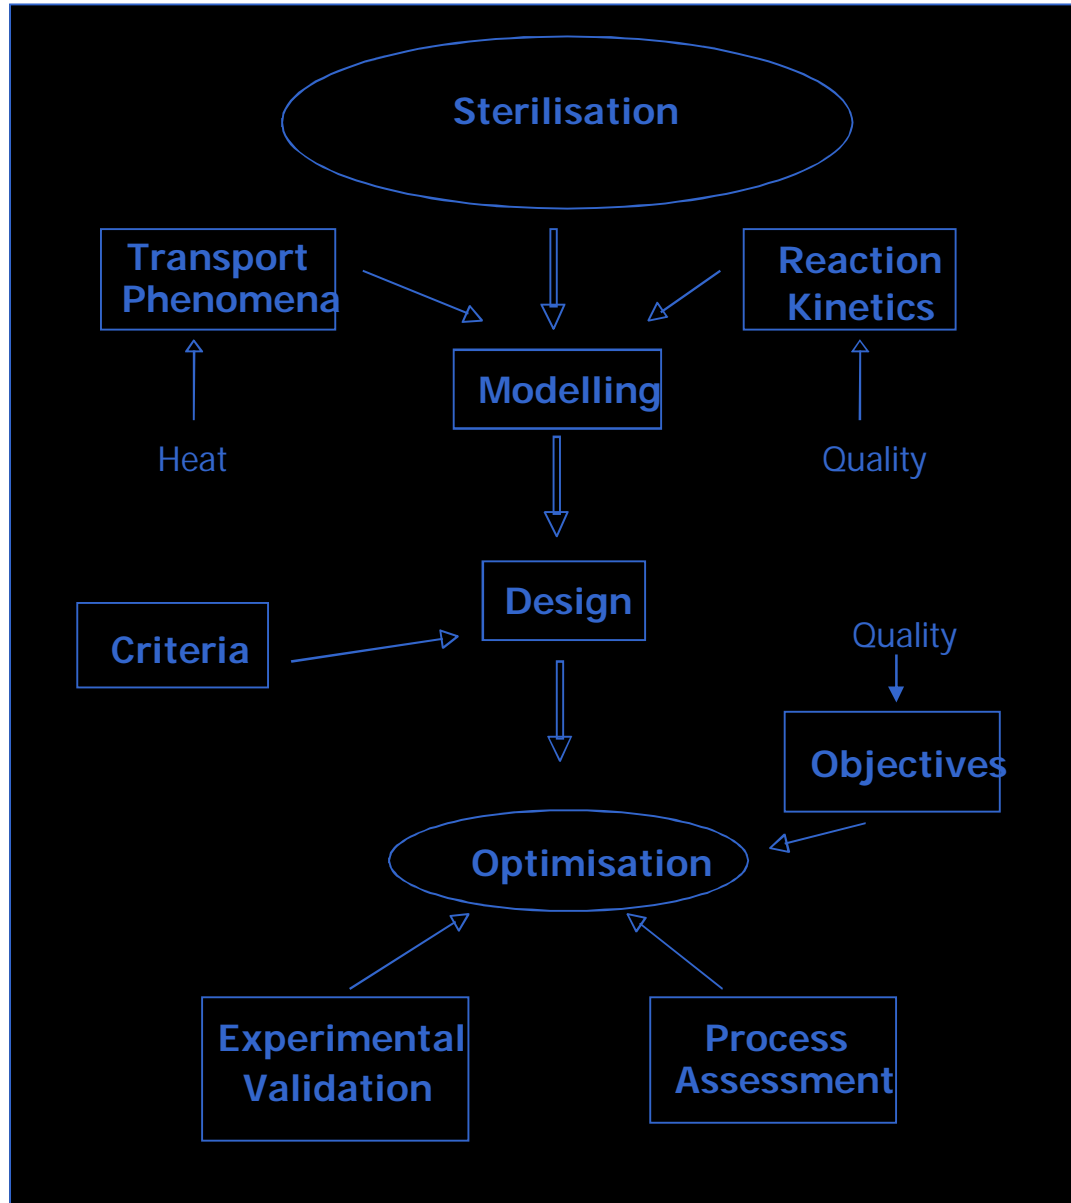 Sterilisation
Transport
Phenomena
Reaction
Kinetics
Modelling
Heat
Quality
Design
Criteria
Quality
Objectives
Optimisation
Experimental
Validation
Process
Assessment